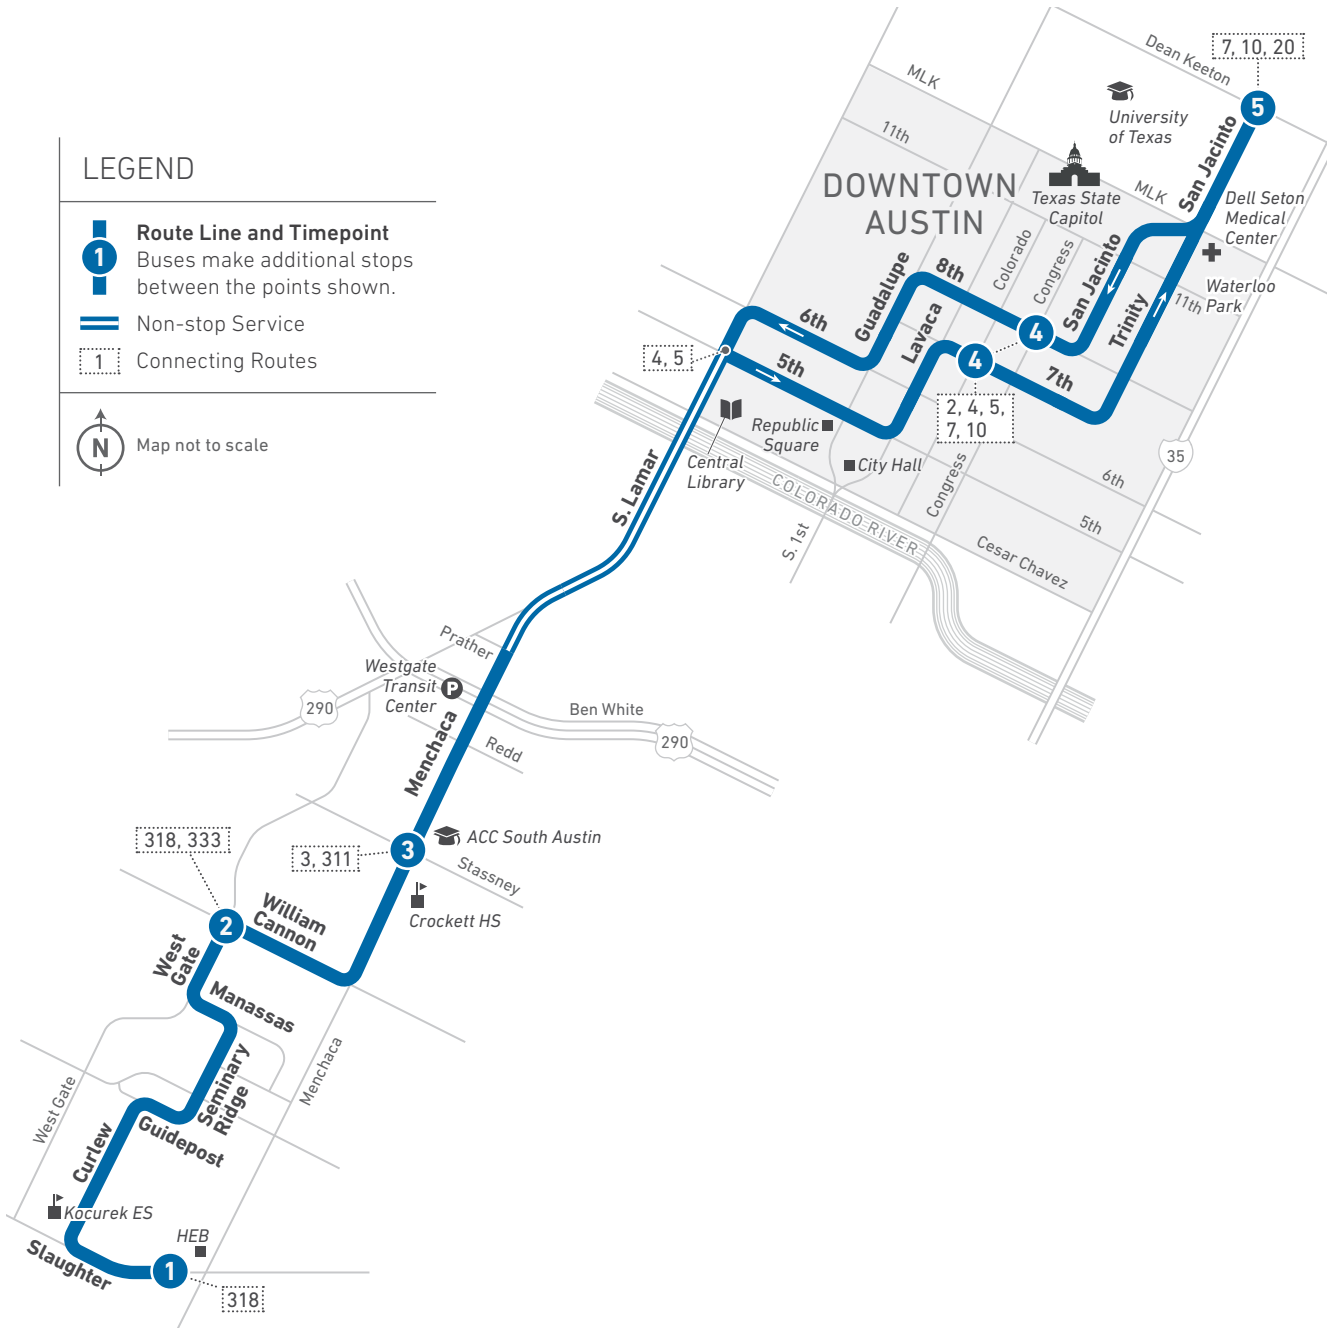 LEGEND
1
Route Line and Timepoint
Buses make additional stops
between the points shown.
Non-stop Service
1
Connecting Routes
N
Map not to scale
7, 10, 20
Dean Keeton
5
MLK
University
of Texas
San Jacinto
11th
DOWNTOWN
AUSTIN
Texas State
Capitol
MLK
Dell Seton
Medical
Center
Waterloo
Park
11th
Colorado
Congress
San Jacinto
Trinity
8th
Guadalupe
Lavaca
6th
5th
4
4
7th
4, 5
2, 4, 5,
7, 10
Republic
Square
City Hall
Central
Library
Congress
35
6th
5th
Cesar Chavez
COLORADO RIVER
S. 1st
S. Lamar
Prather
Westgate
Transit
Center
P
290
Ben White
290
Redd
Menchaca
318, 333
3, 311
3
ACC South Austin
Stassney
Crockett HS
2
William
Cannon
West
Gate
Manassas
Seminary
Ridge
Menchaca
West Gate
Guidepost
Curlew
Kocurek ES
HEB
Slaughter
1
318